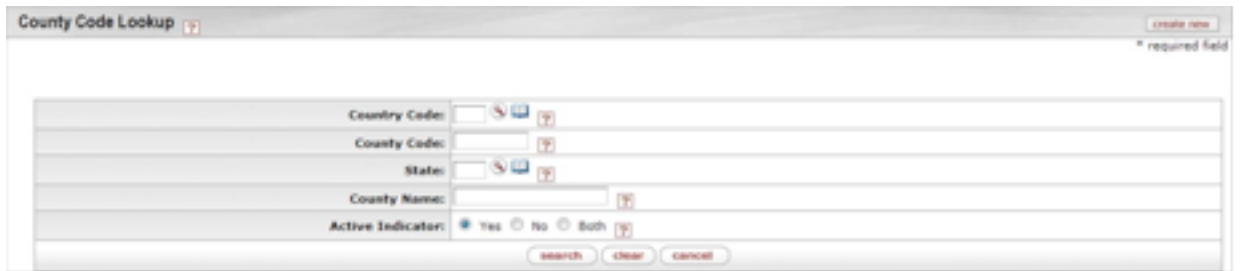 County Code Lookup ?
create new
* required field
Country Code: ?
County Code: ?
State: ?
County Name: ?
Active Indicator: Yes No Both ?
search clear cancel